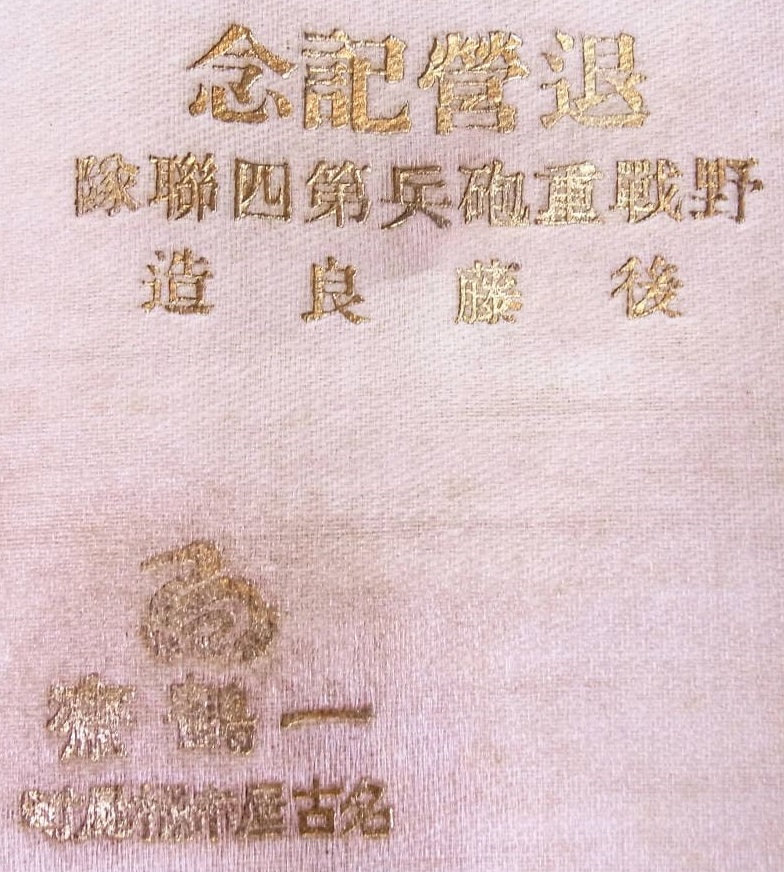 退營記念
野戰重砲兵第四聯隊
後藤良造
一鶴
名古屋市